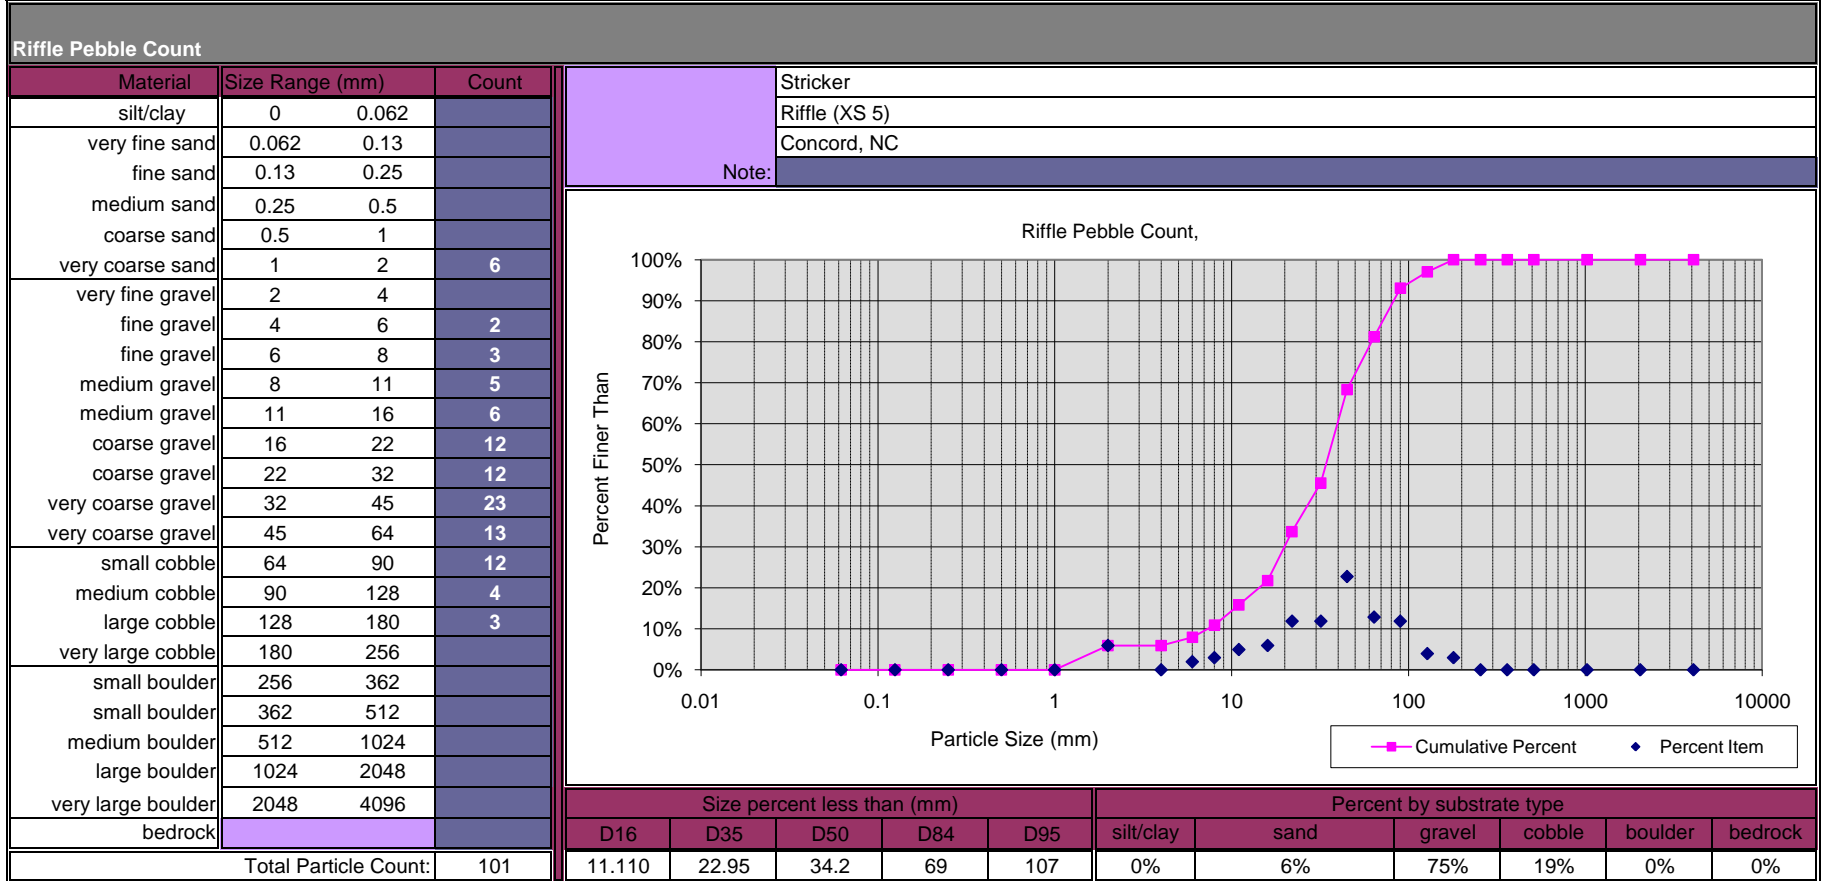 Riffle Pebble Count
Material Size Range (mm) Count
silt/clay 0 0.062
very fine sand 0.062 0.13
fine sand 0.13 0.25
medium sand 0.25 0.5
coarse sand 0.5 1
very coarse sand 1 2 6
very fine gravel 2 4
fine gravel 4 6 2
fine gravel 6 8 3
medium gravel 8 11 5
medium gravel 11 16 6
coarse gravel 16 22 12
coarse gravel 22 32 12
very coarse gravel 32 45 23
very coarse gravel 45 64 13
small cobble 64 90 12
medium cobble 90 128 4
large cobble 128 180 3
very large cobble 180 256
small boulder 256 362
small boulder 362 512
medium boulder 512 1024
large boulder 1024 2048
very large boulder 2048 4096
bedrock
Total Particle Count: 101
Stricker
Riffle (XS 5)
Concord, NC
Note:
Riffle Pebble Count,
Percent Finer Than
100%
90%
80%
70%
60%
50%
40%
30%
20%
10%
0%
0.01 0.1 1 10 100 1000 10000
Particle Size (mm)
Cumulative Percent Percent Item
Size percent less than (mm) Percent by substrate type
D16 D35 D50 D84 D95 silt/clay sand gravel cobble boulder bedrock
11.110 22.95 34.2 69 107 0% 6% 75% 19% 0% 0%